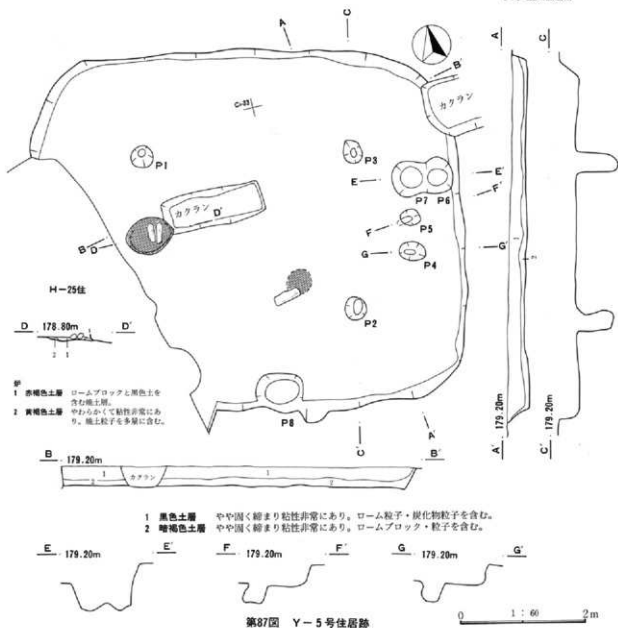 A
C
A
C
B'
カクラン
C-33
P1
P3
E
E'
F'
P7
P6
カクラン
D'
P5
F
B
D
G
G'
P4
H-25住
P2
D 178.80m D'
2 1
炉
1 赤褐色土層 ロームブロックと黒色土を
含む焼土層。
2 黄褐色土層 やわらかくて粘性非常にあ
り。焼土粒子を多量に含む。
P8
C'
A'
1
2
A' 179.20m
C' 179.20m
B 179.20m B'
1 カクラン 1
2 2
1 黒色土層 やや固く締まり粘性非常にあり。ローム粒子・炭化物粒子を含む。
2 暗褐色土層 やや固く締まり粘性非常にあり。ロームブロック・粒子を含む。
E 179.20m E'
F 179.20m F'
G 179.20m G'
第87図 Y-5号住居跡
0 1:60 2m